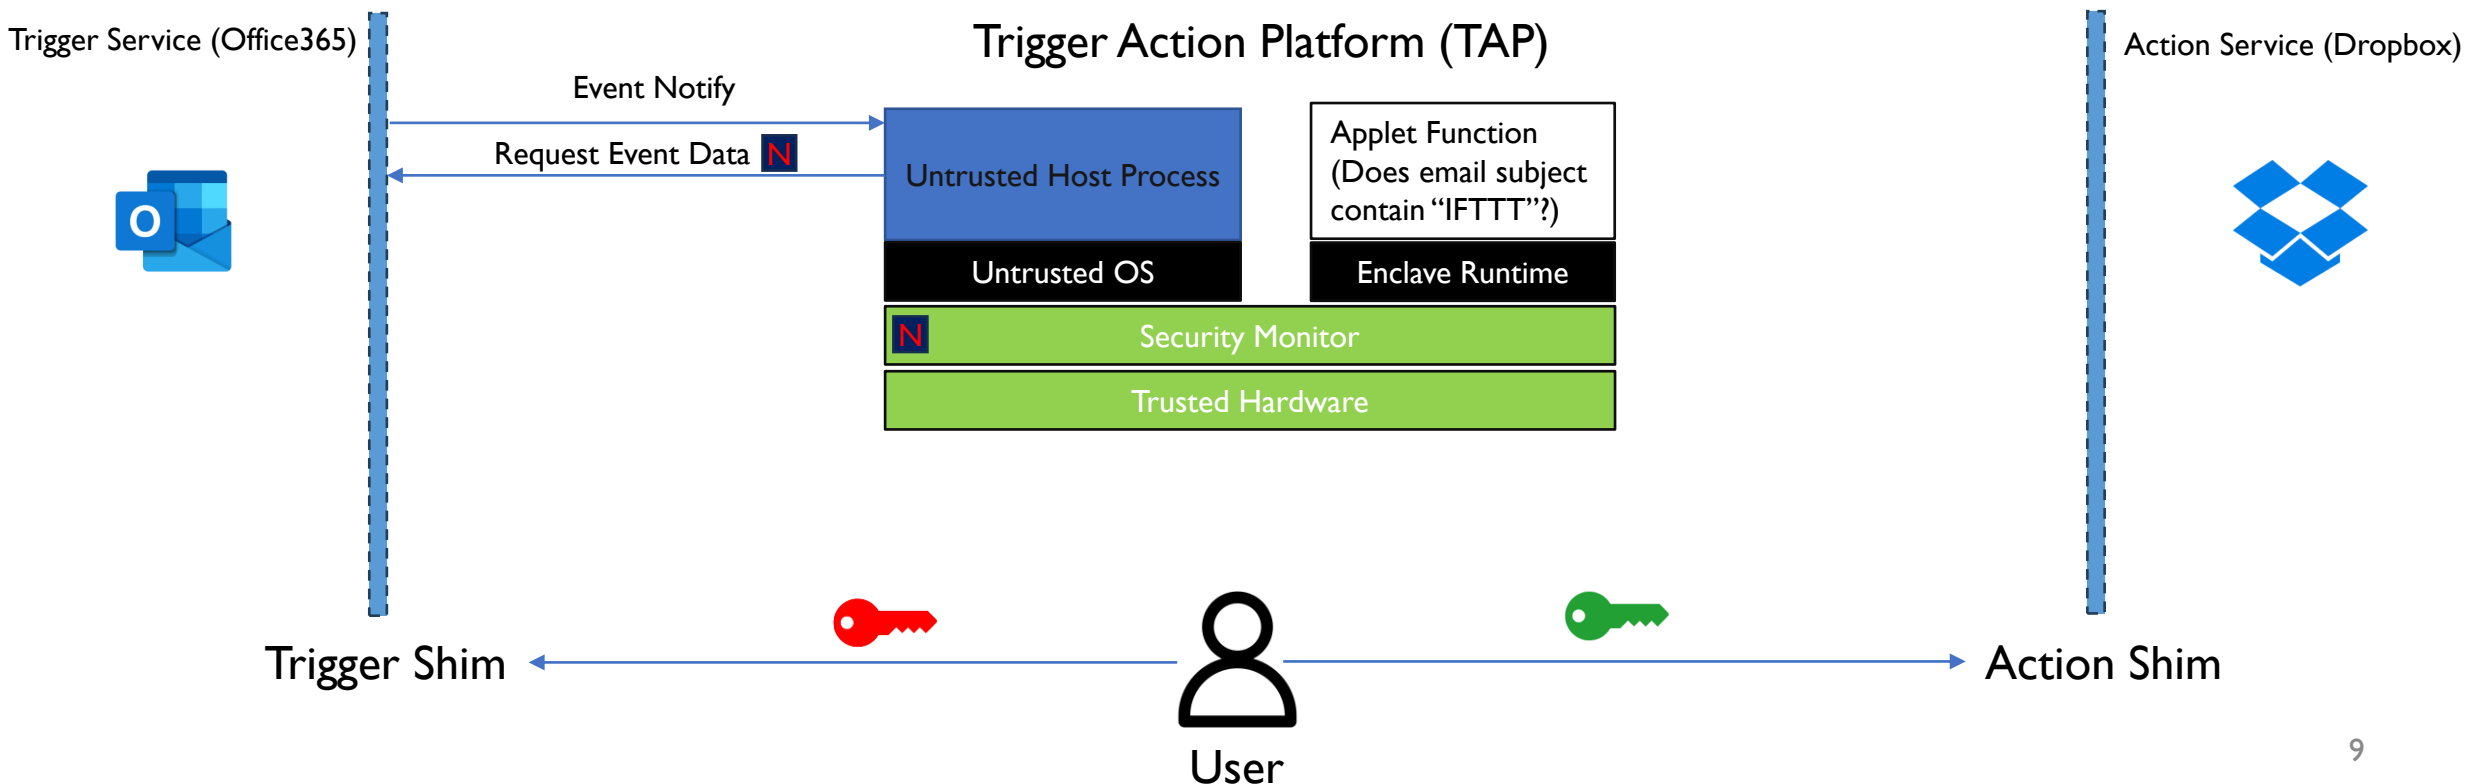 Trigger Service (Office365)
Trigger Action Platform (TAP)
Action Service (Dropbox)
Event Notify
Request Event Data N
Untrusted Host Process
Applet Function
(Does email subject
contain “IFTTT”?)
O
Untrusted OS
Enclave Runtime
N
Security Monitor
Trusted Hardware
Trigger Shim
Action Shim
User
9